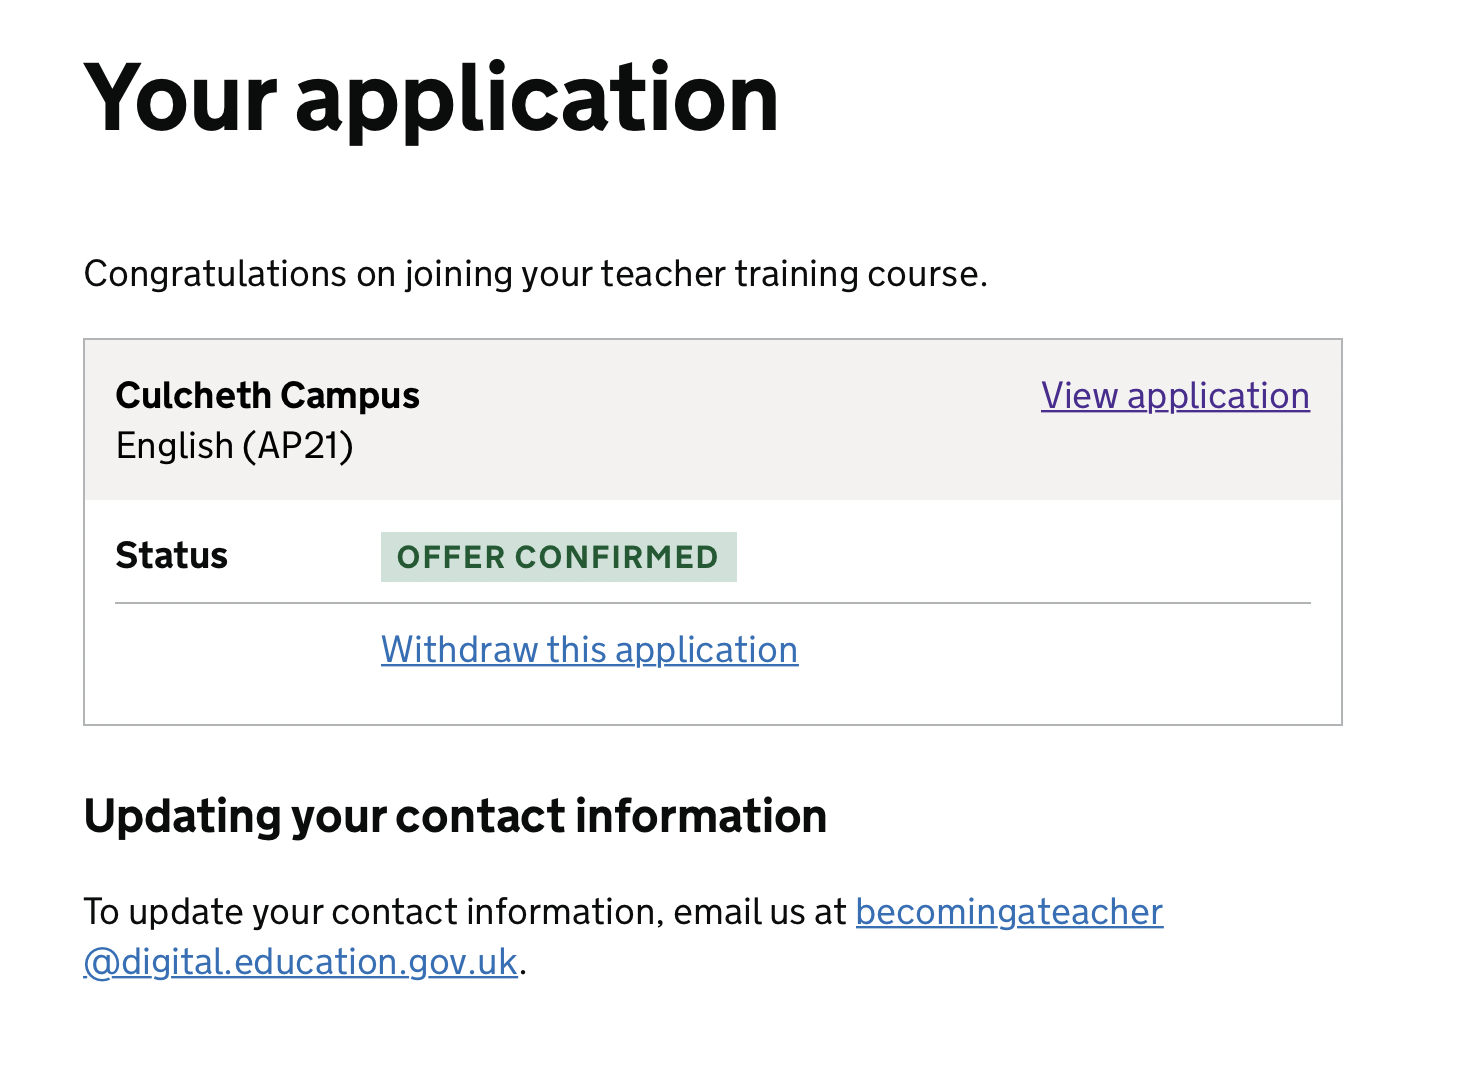 Your application
Congratulations on joining your teacher training course.
Culcheth Campus
View application
English (AP21)
Status
OFFER CONFIRMED
Withdraw this application
Updating your contact information
To update your contact information, email us at becomingateacher
@digital.education.gov.uk.